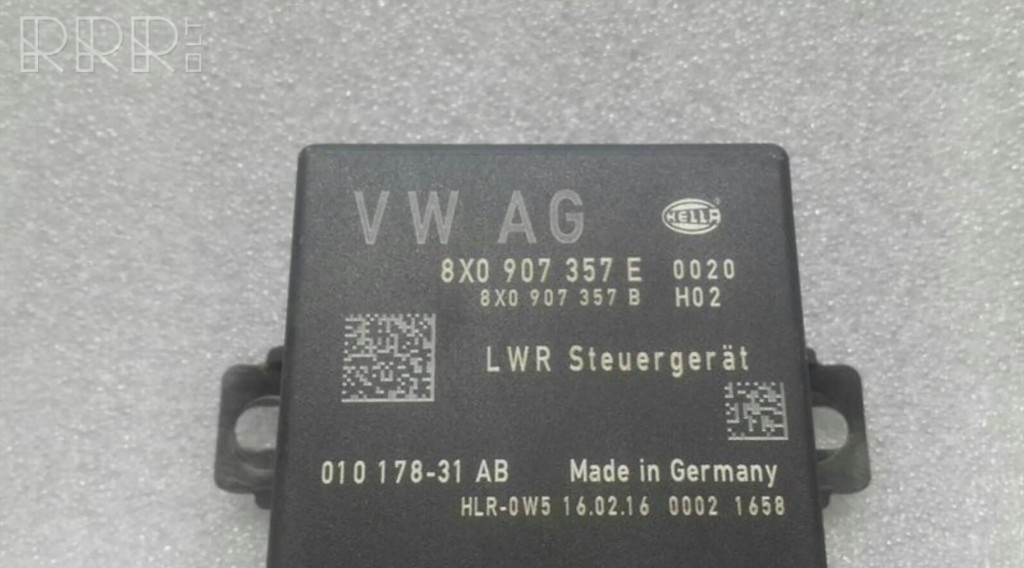 RRR.LT
VW AG HELLA
8X0 907 357 E 0020
8X0 907 357 B H02
LWR Steuergerät
010 178-31 AB Made in Germany
HLR-0W5 16.02.16 0002 1658